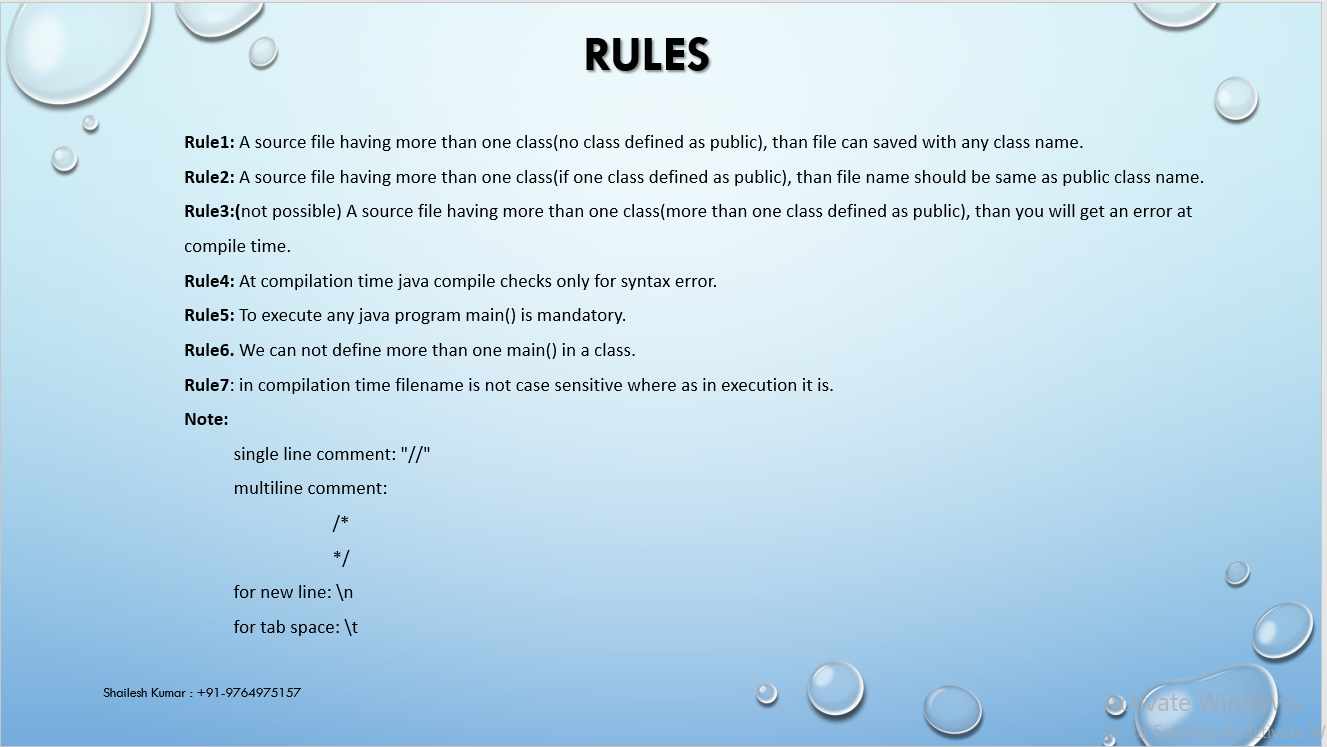 RULES
Rule1: A source file having more than one class(no class defined as public), than file can saved with any class name.
Rule2: A source file having more than one class(if one class defined as public), than file name should be same as public class name.
Rule3:(not possible) A source file having more than one class(more than one class defined as public), than you will get an error at
compile time.
Rule4: At compilation time java compile checks only for syntax error.
Rule5: To execute any java program main() is mandatory.
Rule6. We can not define more than one main() in a class.
Rule7: in compilation time filename is not case sensitive where as in execution it is.
Note:
single line comment: "//"
multiline comment:
/*
*/
for new line: \n
for tab space: \t
Shailesh Kumar : +91-9764975157
Activate Windows